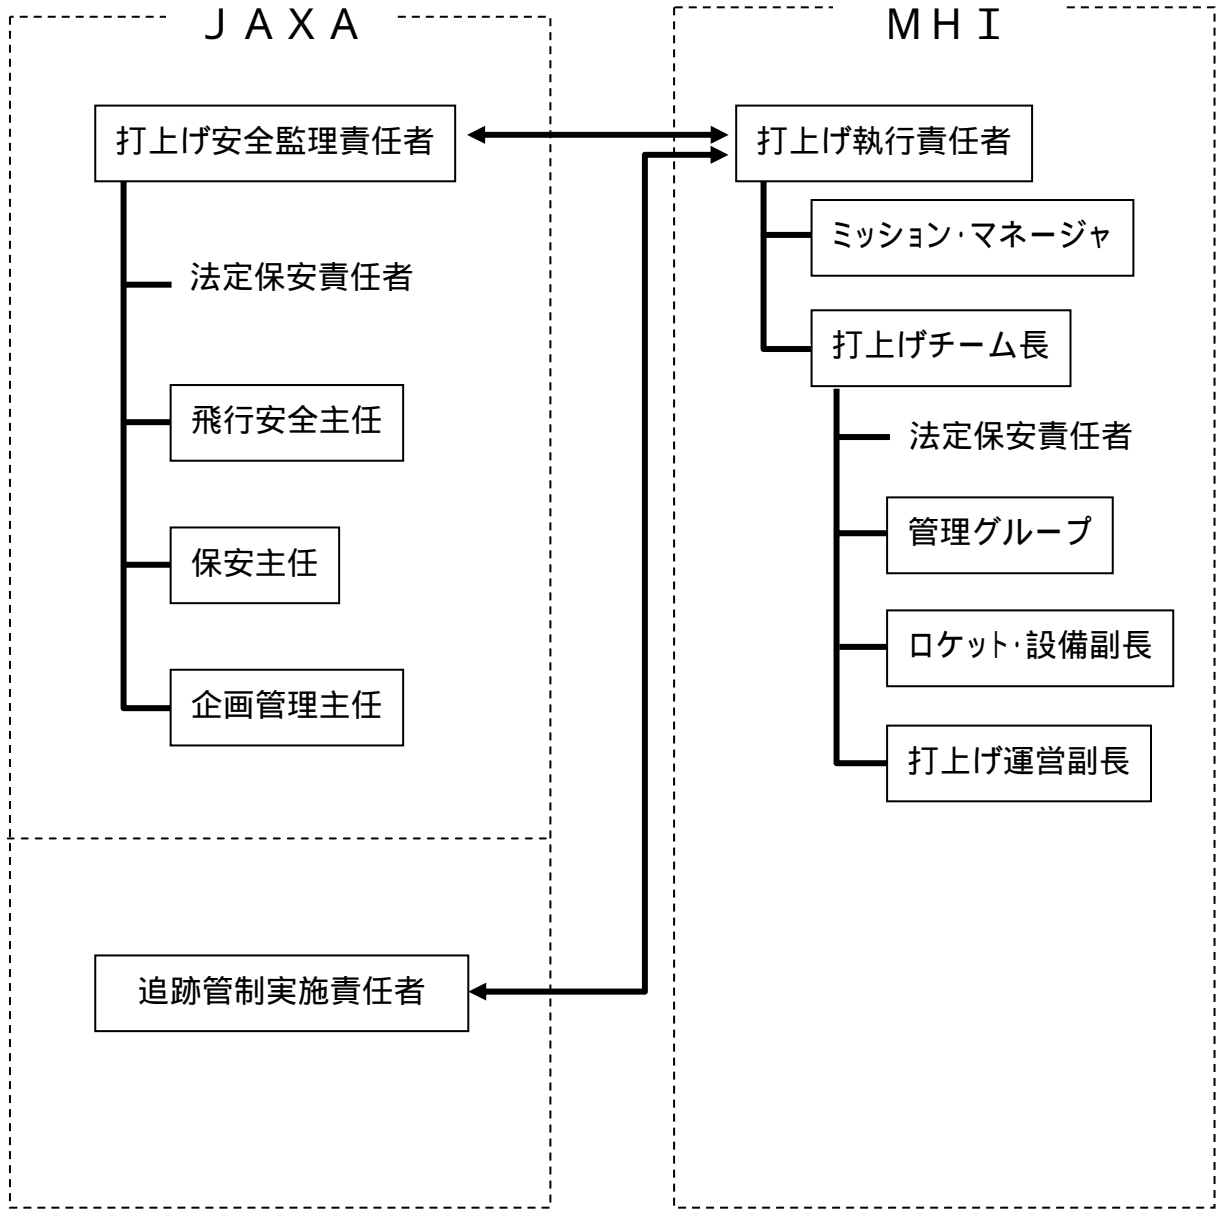 ＪＡＸＡ
打上げ安全監理責任者
法定保安責任者
飛行安全主任
保安主任
企画管理主任
追跡管制実施責任者
ＭＨＩ
打上げ執行責任者
ミッション・マネージャ
打上げチーム長
法定保安責任者
管理グループ
ロケット・設備副長
打上げ運営副長